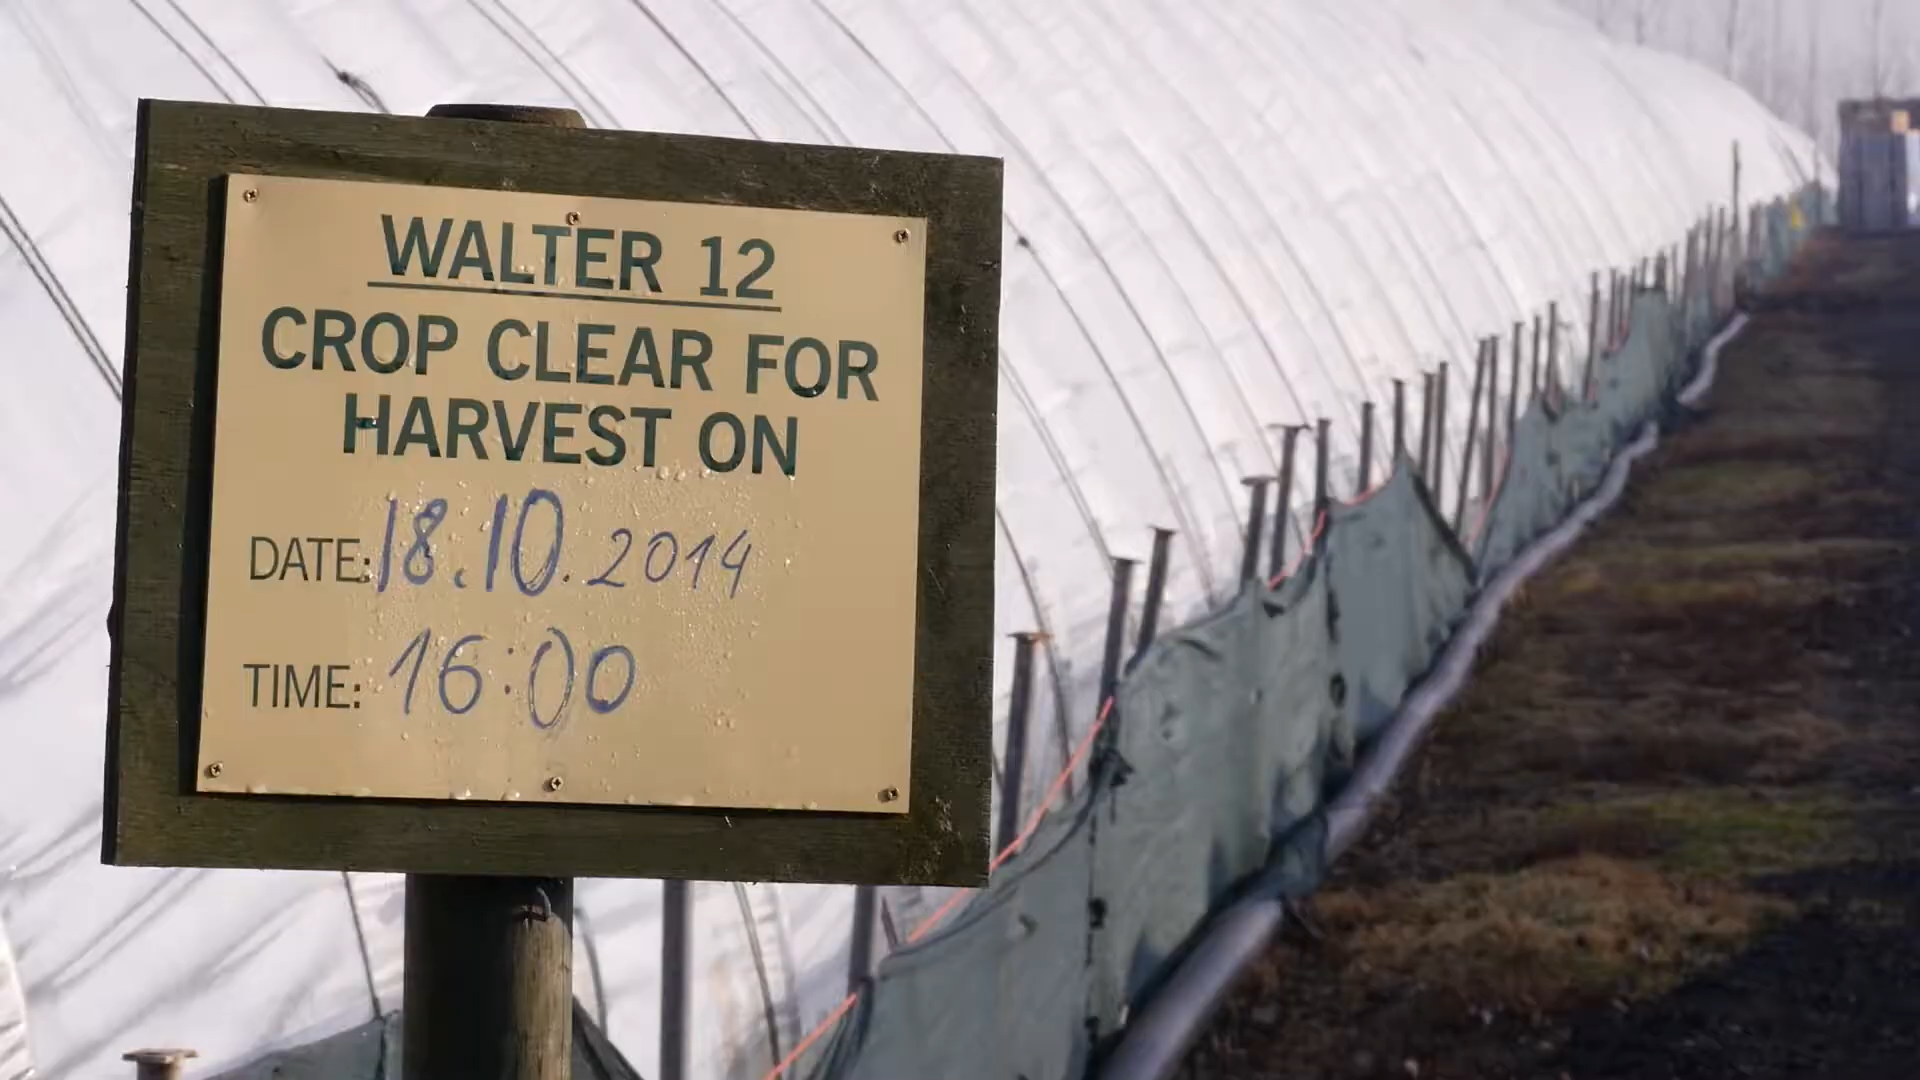 WALTER 12
CROP CLEAR FOR
HARVEST ON
DATE: 18.10.2014
TIME: 16:00